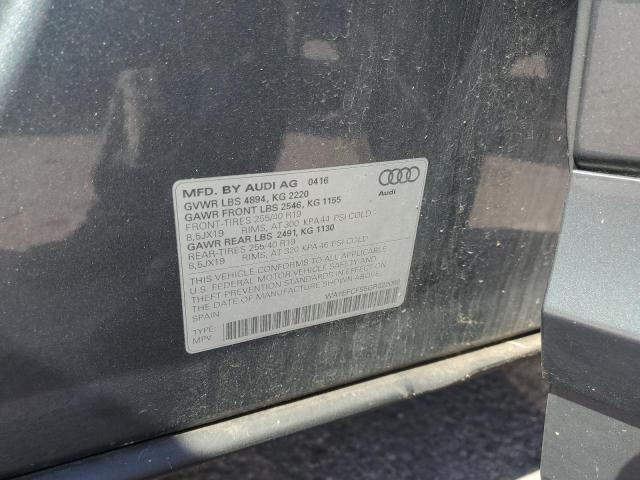 MFD. BY AUDI AG 0416
GVWR LBS 4894, KG 2220
GAWR FRONT LBS 2546, KG 1155
FRONT-TIRES 255/40 R19
8,5JX19 RIMS, AT 300 KPA 44 PSI COLD
GAWR REAR LBS 2491, KG 1130
REAR-TIRES 255/40 R19
8,5JX19 RIMS, AT 320 KPA 46 PSI COLD
THIS VEHICLE CONFORMS TO ALL APPLICABLE
U.S. FEDERAL MOTOR VEHICLE SAFETY AND
THEFT PREVENTION STANDARDS IN EFFECT ON
THE DATE OF MANUFACTURE SHOWN ABOVE.
SPAIN
TYPE:
MPV
Audi